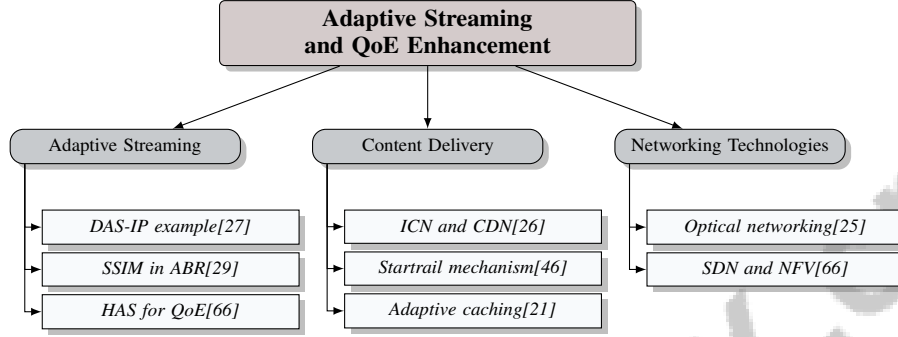 Adaptive Streaming
and QoE Enhancement
Adaptive Streaming
Content Delivery
Networking Technologies
DAS-IP example[27]
SSIM in ABR[29]
HAS for QoE[66]
ICN and CDN[26]
Startrail mechanism[46]
Adaptive caching[21]
Optical networking[25]
SDN and NFV[66]